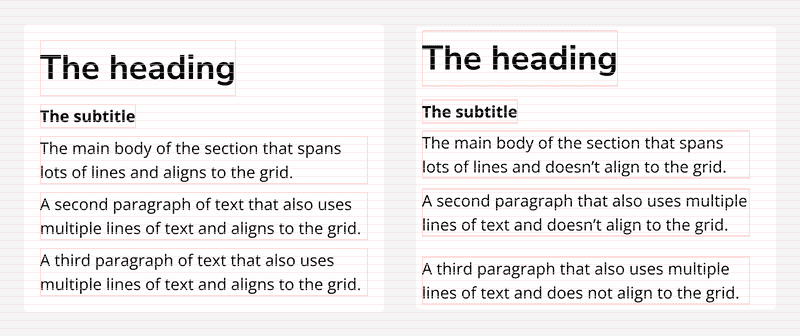 The heading
The subtitle
The main body of the section that spans
lots of lines and aligns to the grid.
A second paragraph of text that also uses
multiple lines of text and aligns to the grid.
A third paragraph of text that also uses
multiple lines of text and aligns to the grid.
The heading
The subtitle
The main body of the section that spans
lots of lines and doesn’t align to the grid.
A second paragraph that also uses multiple
lines of text and doesn’t align to the grid.
A third paragraph that also uses multiple
lines of text and does not align to the grid.